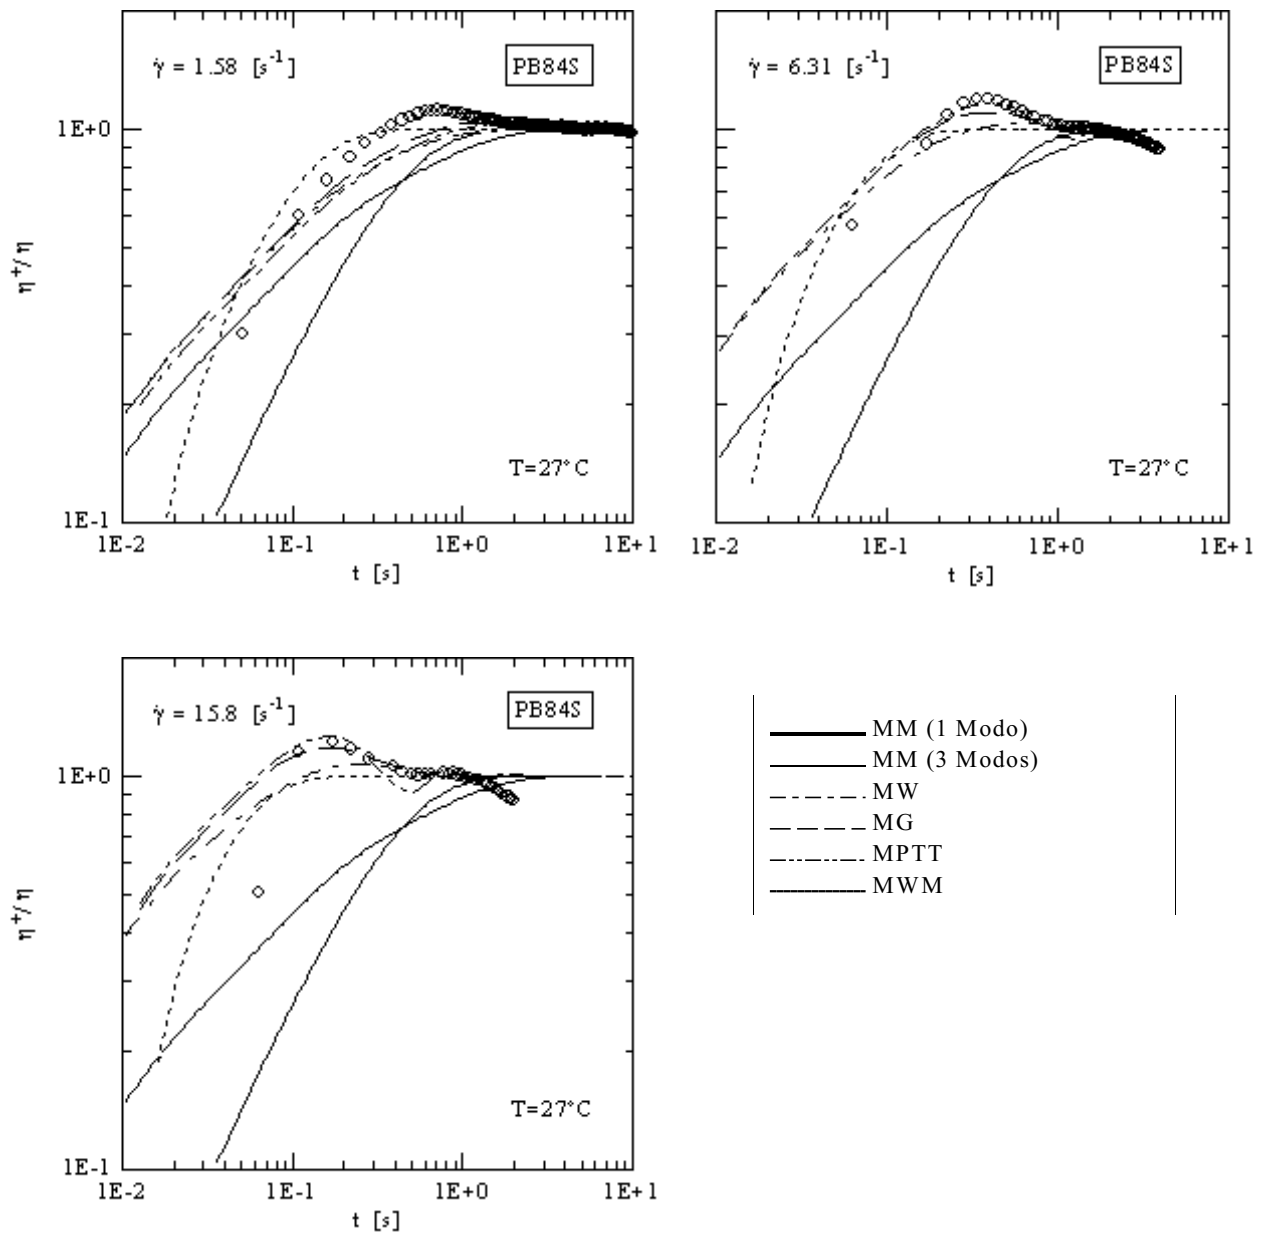 γ̇ = 1.58 [s⁻¹]
PB84S
1E+0
η⁺/η
T=27°C
1E-1
1E-2 1E-1 1E+0 1E+1
t [s]
γ̇ = 6.31 [s⁻¹]
PB84S
T=27°C
1E-2 1E-1 1E+0 1E+1
t [s]
γ̇ = 15.8 [s⁻¹]
PB84S
1E+0
η⁺/η
T=27°C
1E-1
1E-2 1E-1 1E+0 1E+1
t [s]
MM (1 Modo)
MM (3 Modos)
MW
MG
MPTT
MWM